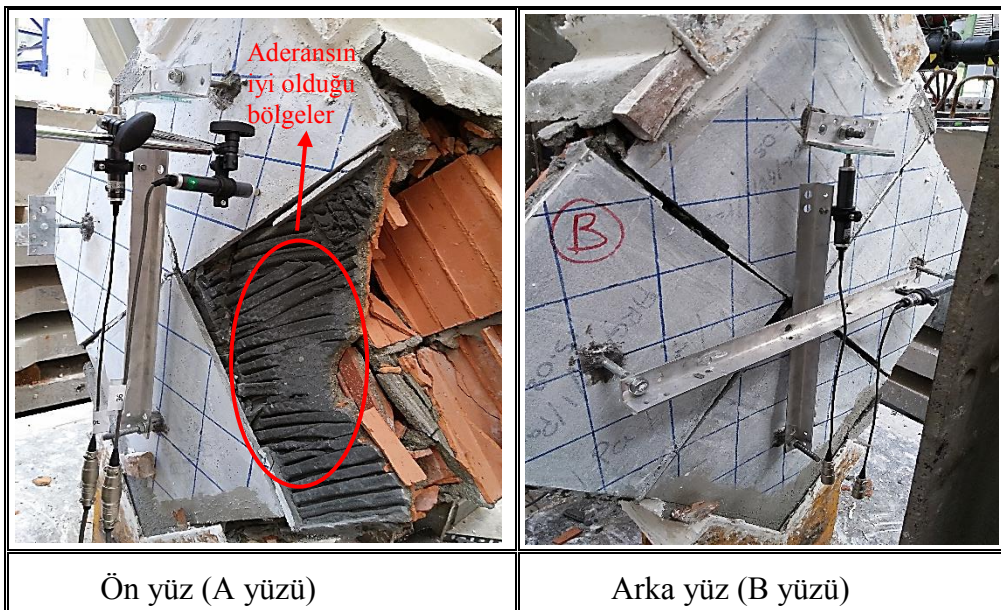 Aderansın
iyi olduğu
bölgeler
B
Ön yüz (A yüzü)
Arka yüz (B yüzü)